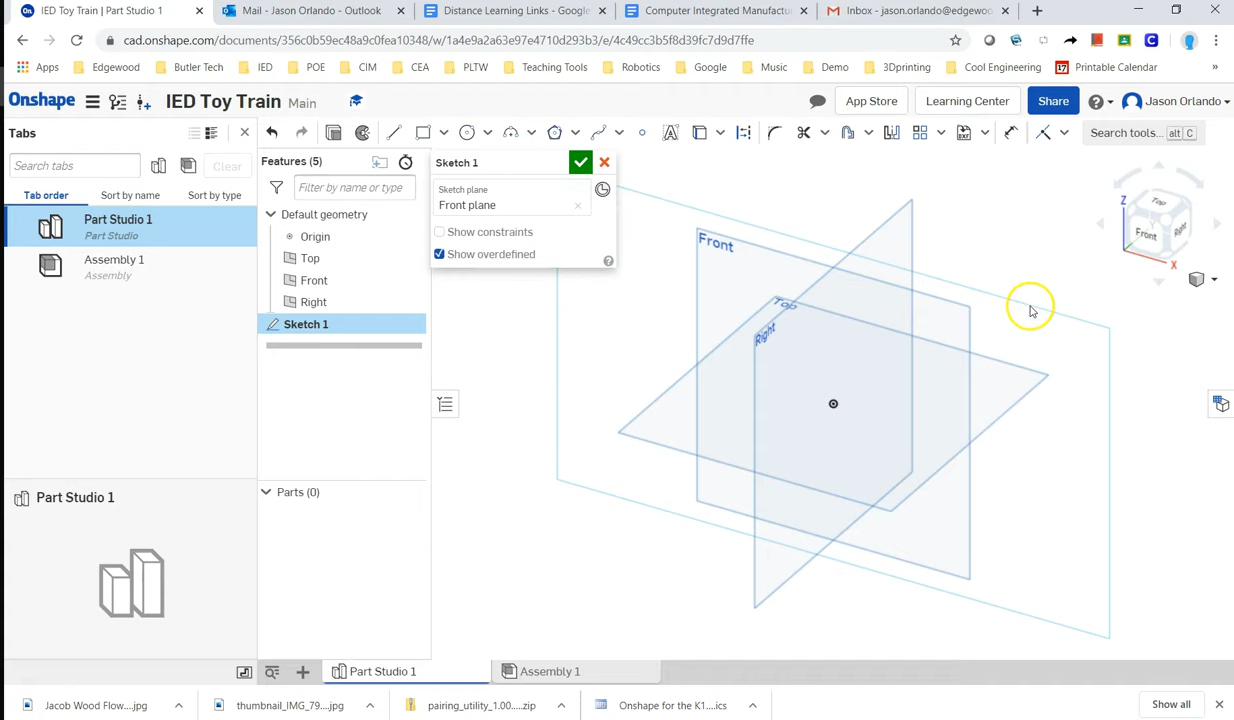 IED Toy Train | Part Studio 1
Mail - Jason Orlando - Outlook
Distance Learning Links - Google
Computer Integrated Manufactu
Inbox - jason.orlando@edgewoo
cad.onshape.com/documents/356c0b59ec48a9c0fea10348/w/1a4e9a2a63e97e4710d293b3/e/4c49cc3b5f8d39fc7d9d7ffe
Apps Edgewood Butler Tech IED POE CIM CEA PLTW Teaching Tools Robotics Google Music Demo 3Dprinting Cool Engineering 17 Printable Calendar »
Onshape IED Toy Train Main App Store Learning Center Share Jason Orlando
Tabs
Search tools... alt C
Search tabs
Clear
Tab order Sort by name Sort by type
Part Studio 1
Part Studio
Assembly 1
Assembly
Part Studio 1
Features (5)
Filter by name or type
Default geometry
Origin
Top
Front
Right
Sketch 1
Parts (0)
Sketch 1
Sketch plane
Front plane
Show constraints
Show overdefined
Front
Top
Right
Z
Top
Front
Right
X
Part Studio 1
Assembly 1
Jacob Wood Flow....jpg
thumbnail_IMG_79....jpg
pairing_utility_1.00....zip
Onshape for the K1....ics
Show all